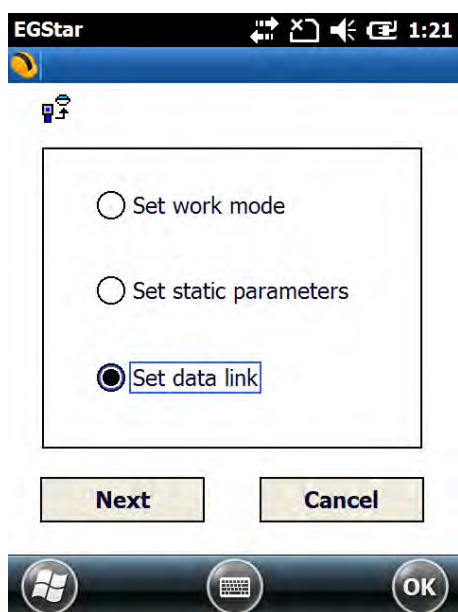 EGStar 1:21
Set work mode
Set static parameters
Set data link
Next Cancel
OK